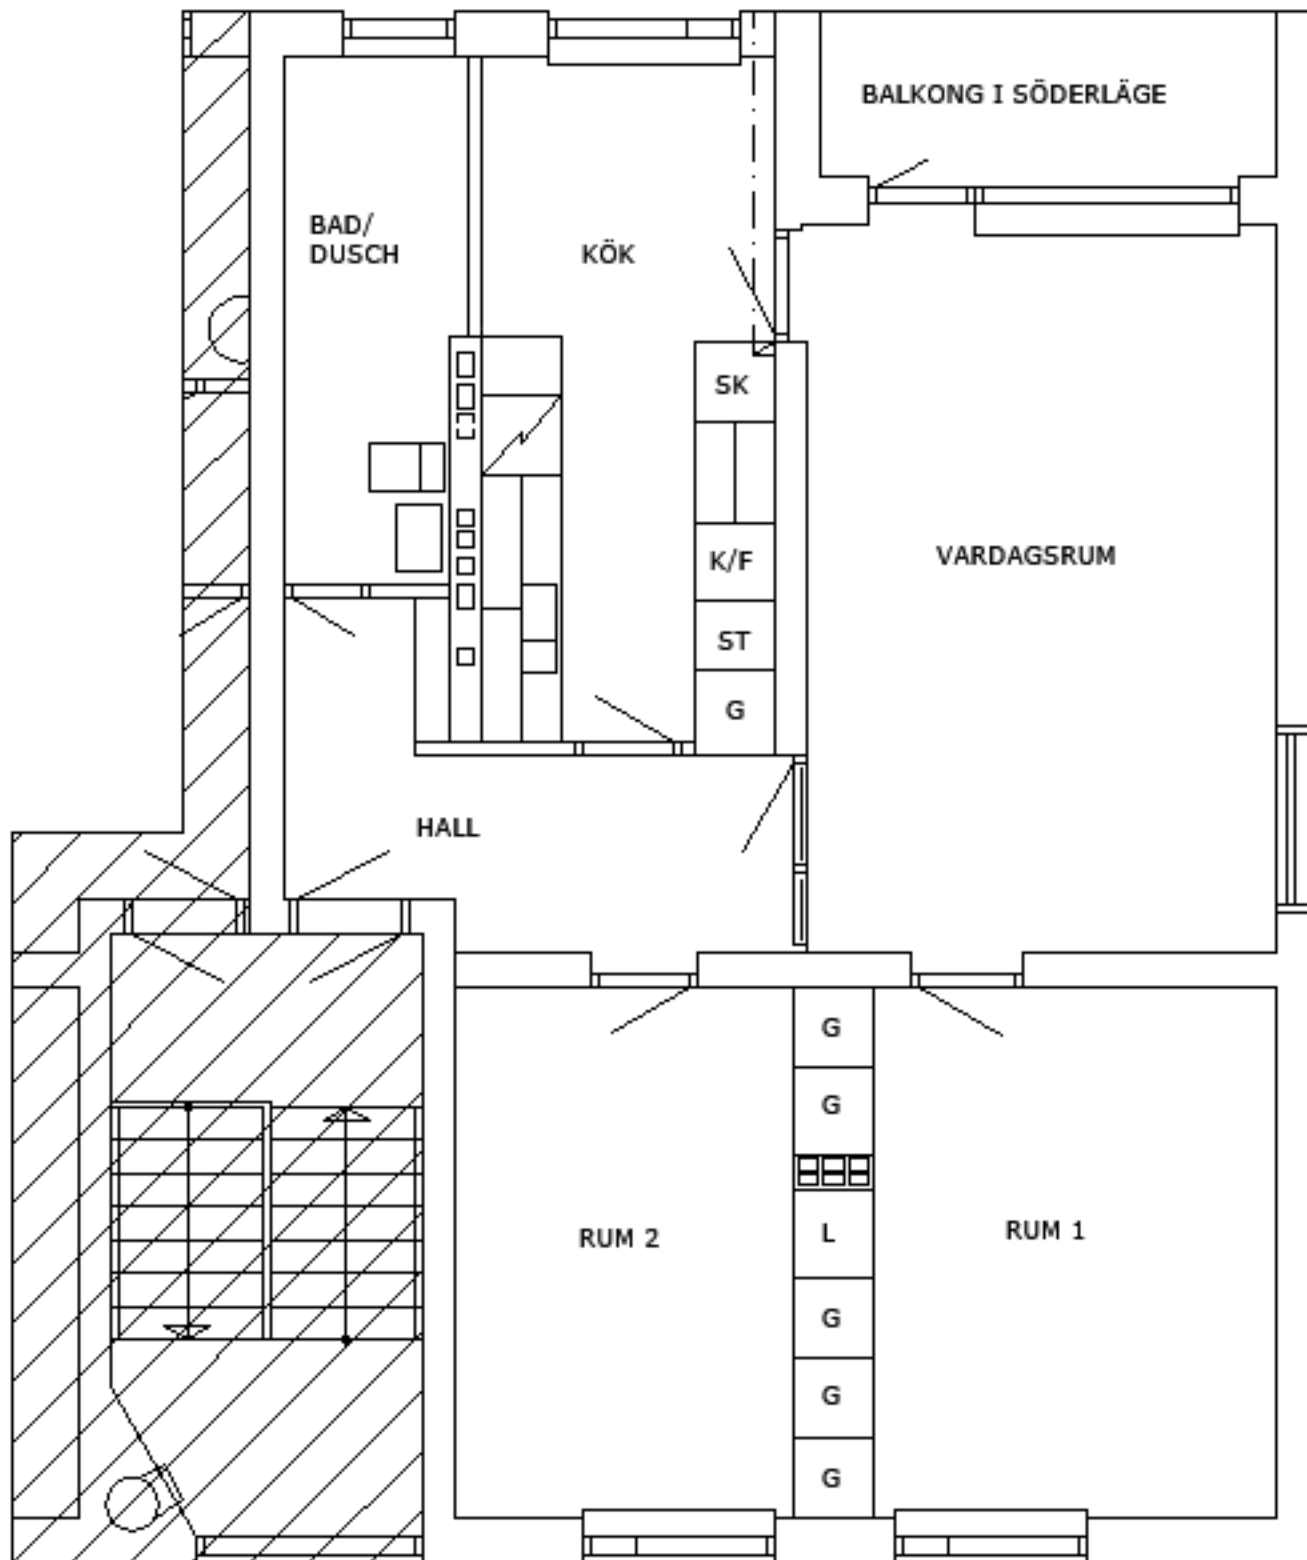 BALKONG I SÖDERLÄGE
BAD/
DUSCH
KÖK
SK
K/F
ST
G
VARDAGSRUM
HALL
G
G
L
G
G
G
RUM 2
RUM 1